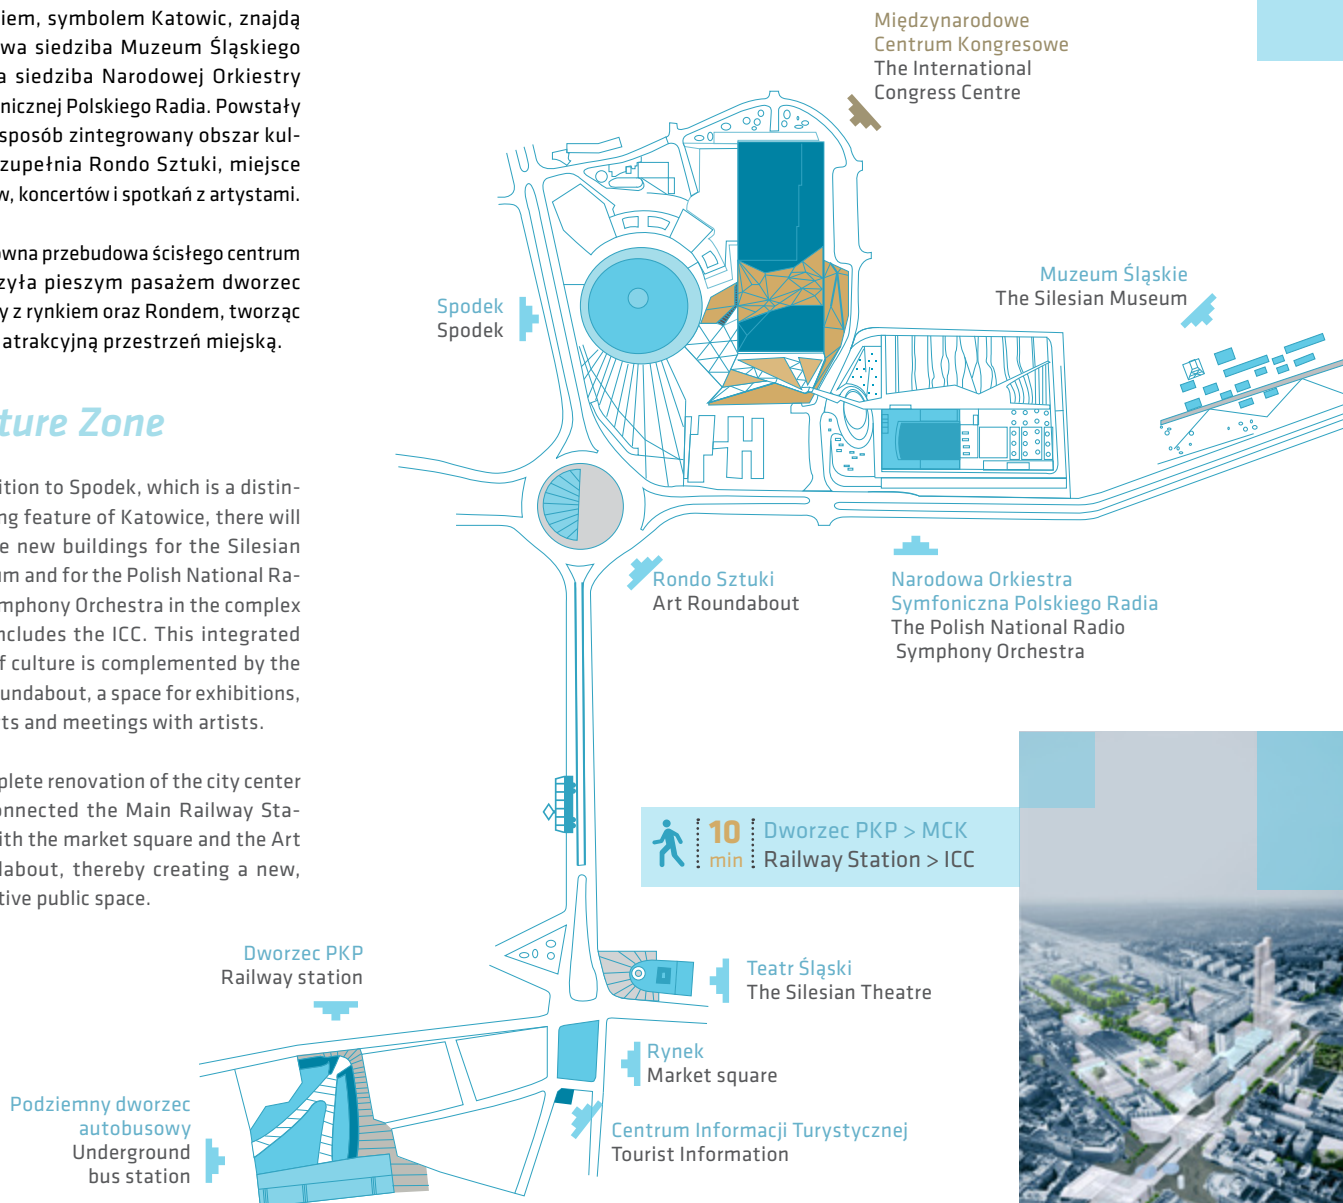 iem, symbolem Katowic, znajdą
wa siedziba Muzeum Śląskiego
a siedziba Narodowej Orkiestry
nicznej Polskiego Radia. Powstały
sposób zintegrowany obszar kul-
zupełnia Rondo Sztuki, miejsce
w, koncertów i spotkań z artystami.
wna przebudowa ścisłego centrum
zyła pieszym pasażem dworzec
y z rynkiem oraz Rondem, tworząc
atrakcyjną przestrzeń miejską.
ture Zone
ition to Spodek, which is a distin-
ng feature of Katowice, there will
e new buildings for the Silesian
um and for the Polish National Ra-
mphony Orchestra in the complex
ncludes the ICC. This integrated
f culture is complemented by the
undabout, a space for exhibitions,
rts and meetings with artists.
plete renovation of the city center
onnected the Main Railway Sta-
ith the market square and the Art
dabout, thereby creating a new,
tive public space.
Międzynarodowe
Centrum Kongresowe
The International
Congress Centre
Muzeum Śląskie
The Silesian Museum
Spodek
Spodek
Rondo Sztuki
Art Roundabout
Narodowa Orkiestra
Symfoniczna Polskiego Radia
The Polish National Radio
Symphony Orchestra
10
min
Dworzec PKP > MCK
Railway Station > ICC
Dworzec PKP
Railway station
Teatr Śląski
The Silesian Theatre
Rynek
Market square
Podziemny dworzec
autobusowy
Underground
bus station
Centrum Informacji Turystycznej
Tourist Information